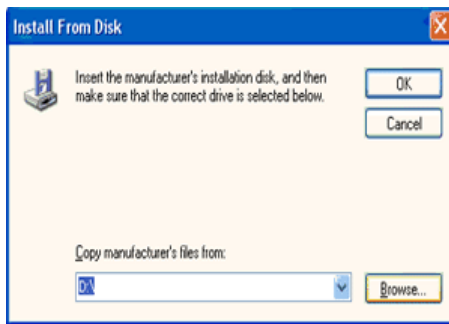 Install From Disk
Insert the manufacturer's installation disk, and then
make sure that the correct drive is selected below.
OK
Cancel
Copy manufacturer's files from:
D:\
Browse...